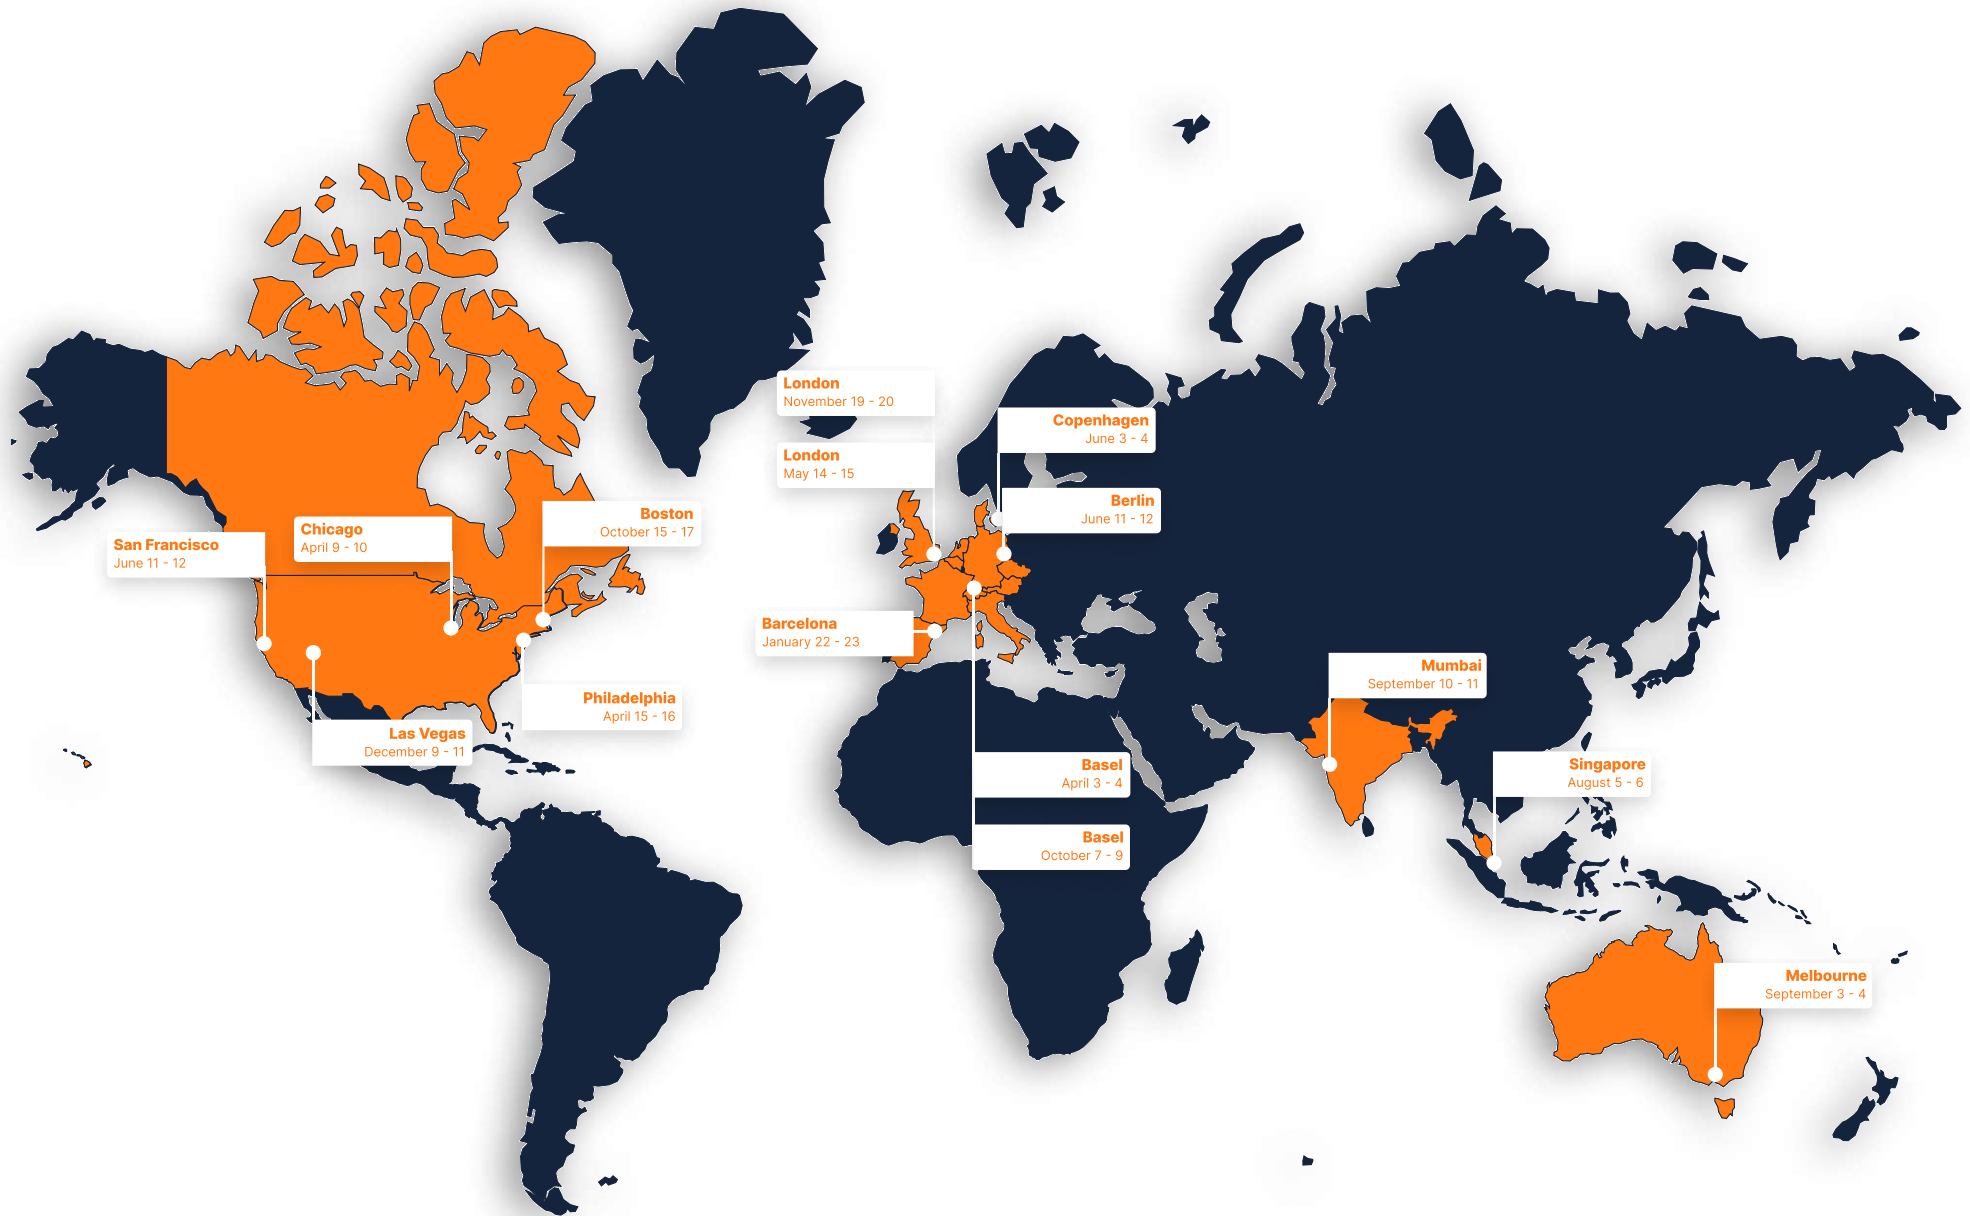 London
November 19 - 20
Copenhagen
June 3 - 4
London
May 14 - 15
Berlin
June 11 - 12
Boston
October 15 - 17
Chicago
April 9 - 10
San Francisco
June 11 - 12
Barcelona
January 22 - 23
Mumbai
September 10 - 11
Philadelphia
April 15 - 16
Las Vegas
December 9 - 11
Basel
April 3 - 4
Singapore
August 5 - 6
Basel
October 7 - 9
Melbourne
September 3 - 4